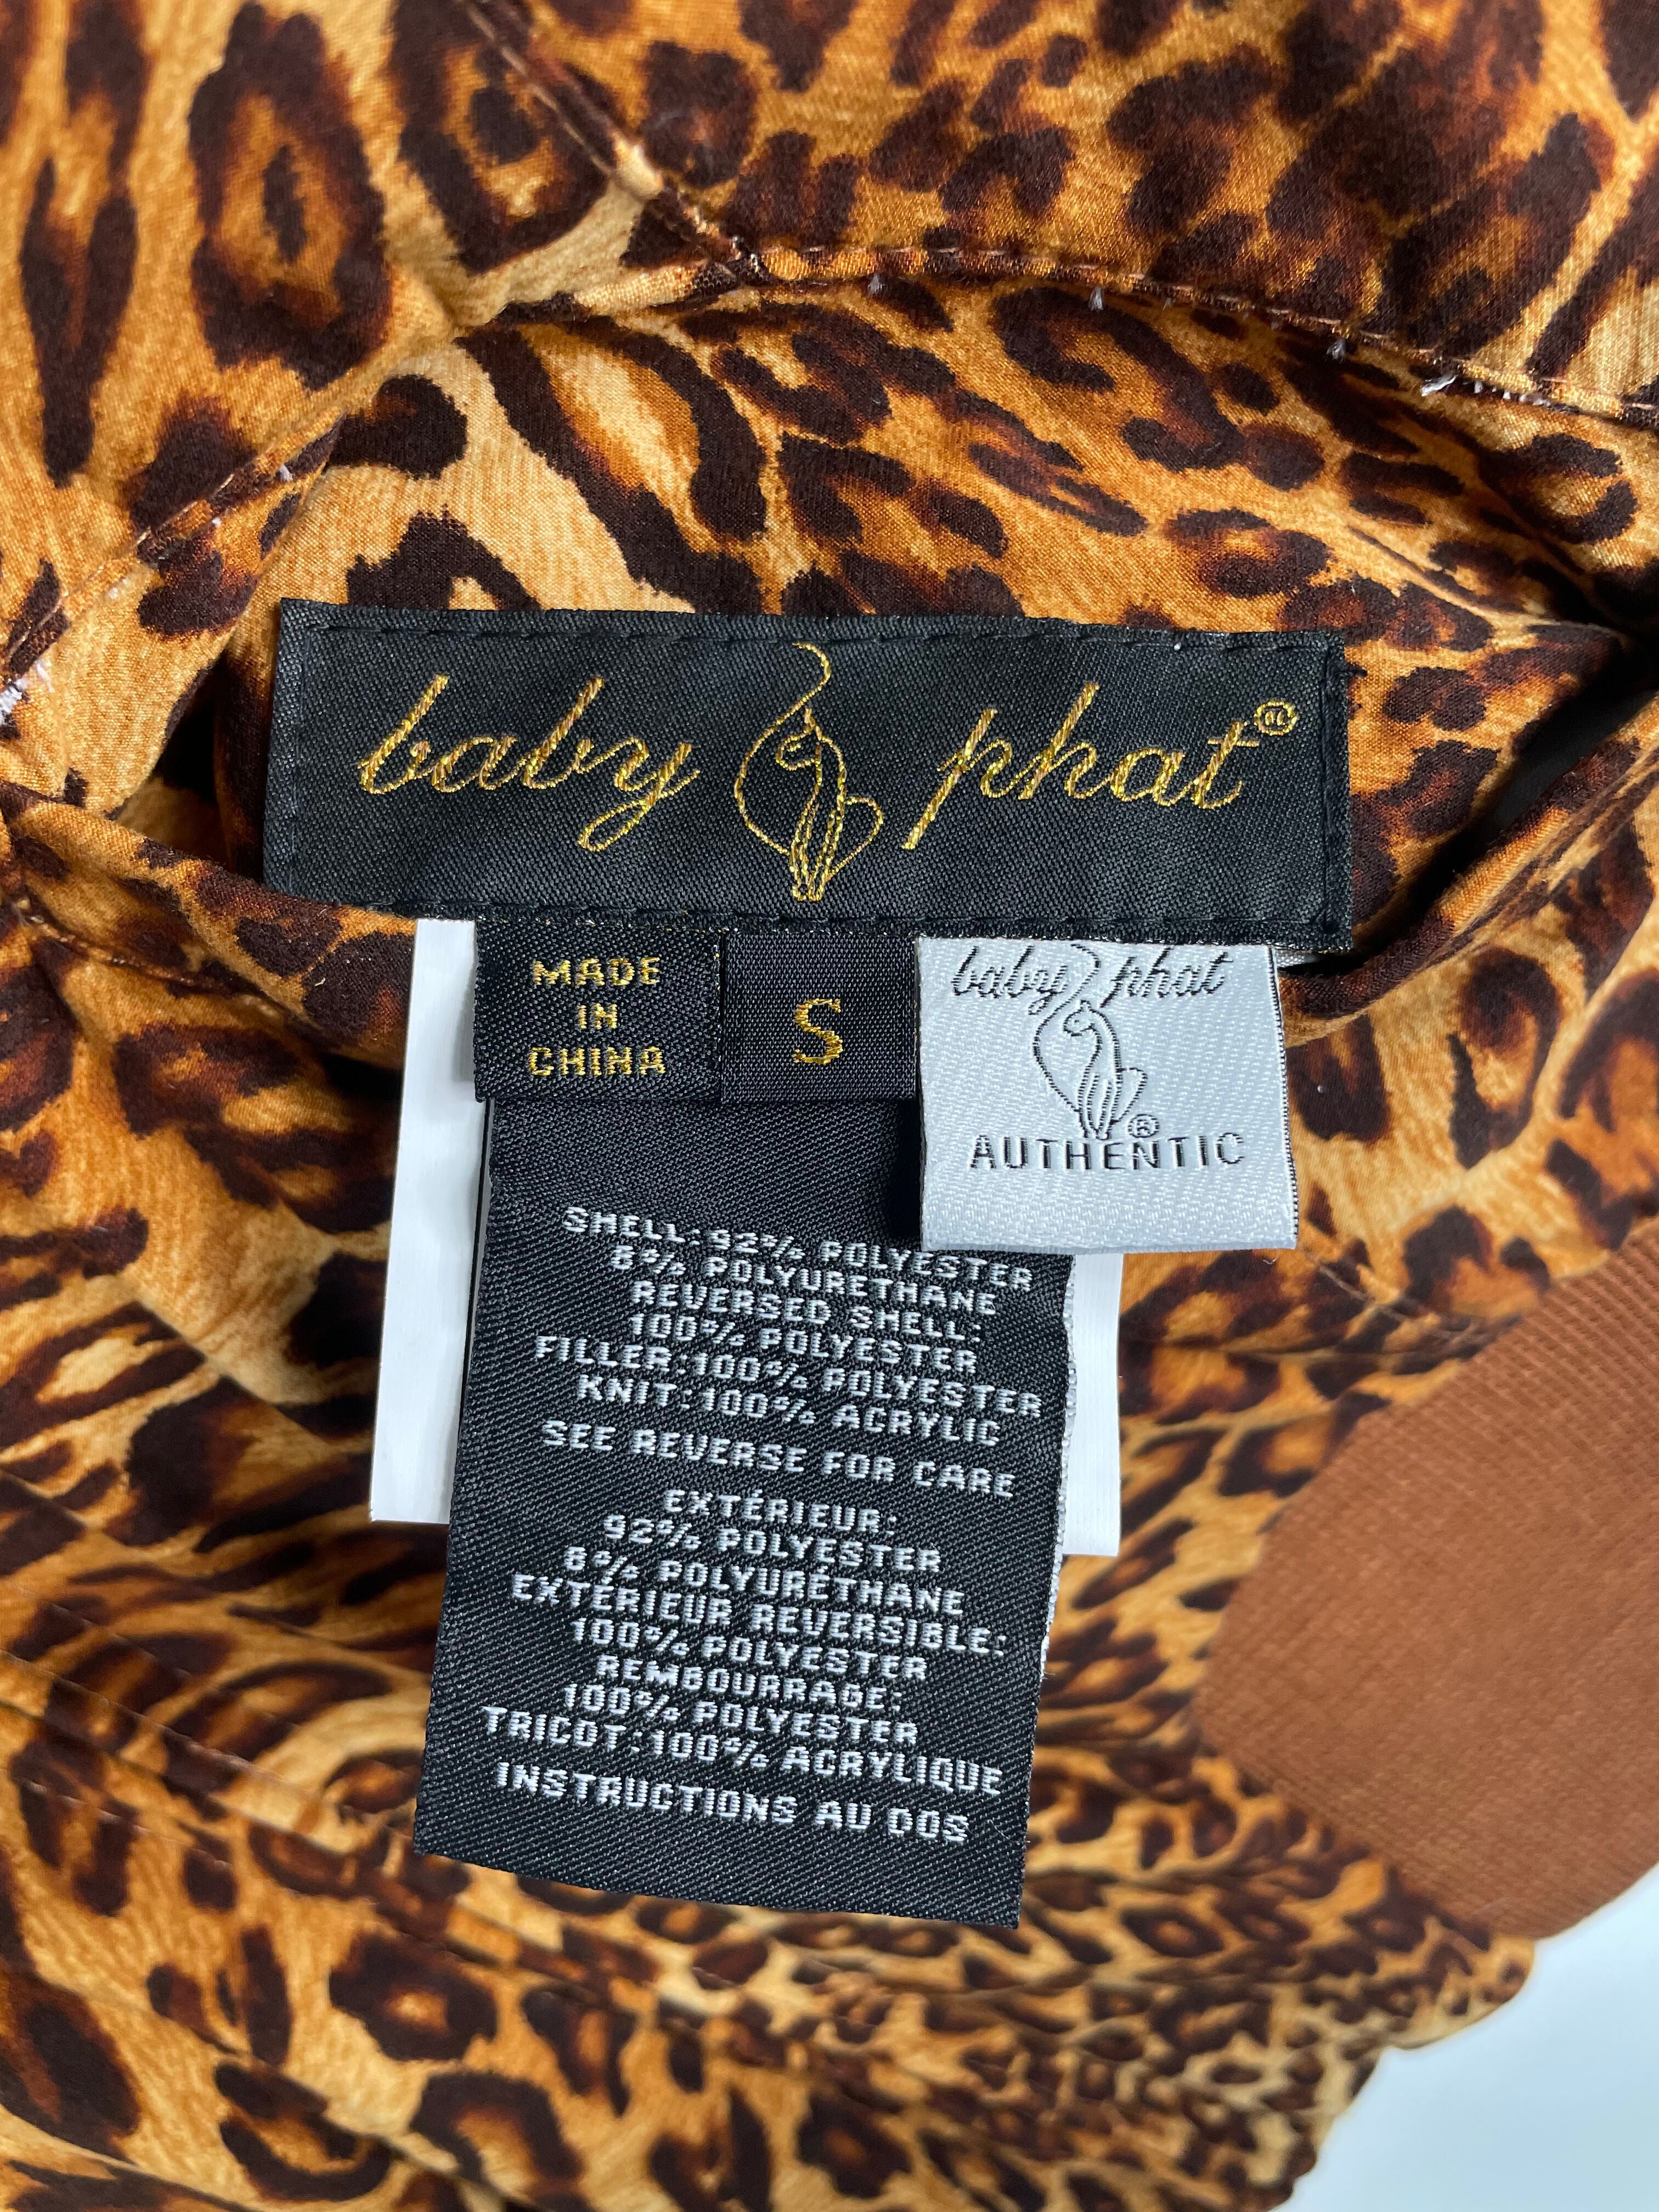 baby phat®
MADE
IN
CHINA
S
baby phat
®
AUTHENTIC
SHELL: 92% POLYESTER
8% POLYURETHANE
REVERSED SHELL:
100% POLYESTER
FILLER:100% POLYESTER
KNIT:100% ACRYLIC
SEE REVERSE FOR CARE
EXTÉRIEUR:
92% POLYESTER
8% POLYURÉTHANE
EXTÉRIEUR REVERSIBLE:
100% POLYESTER
REMBOURRAGE:
100% POLYESTER
TRICOT:100% ACRYLIQUE
INSTRUCTIONS AU DOS